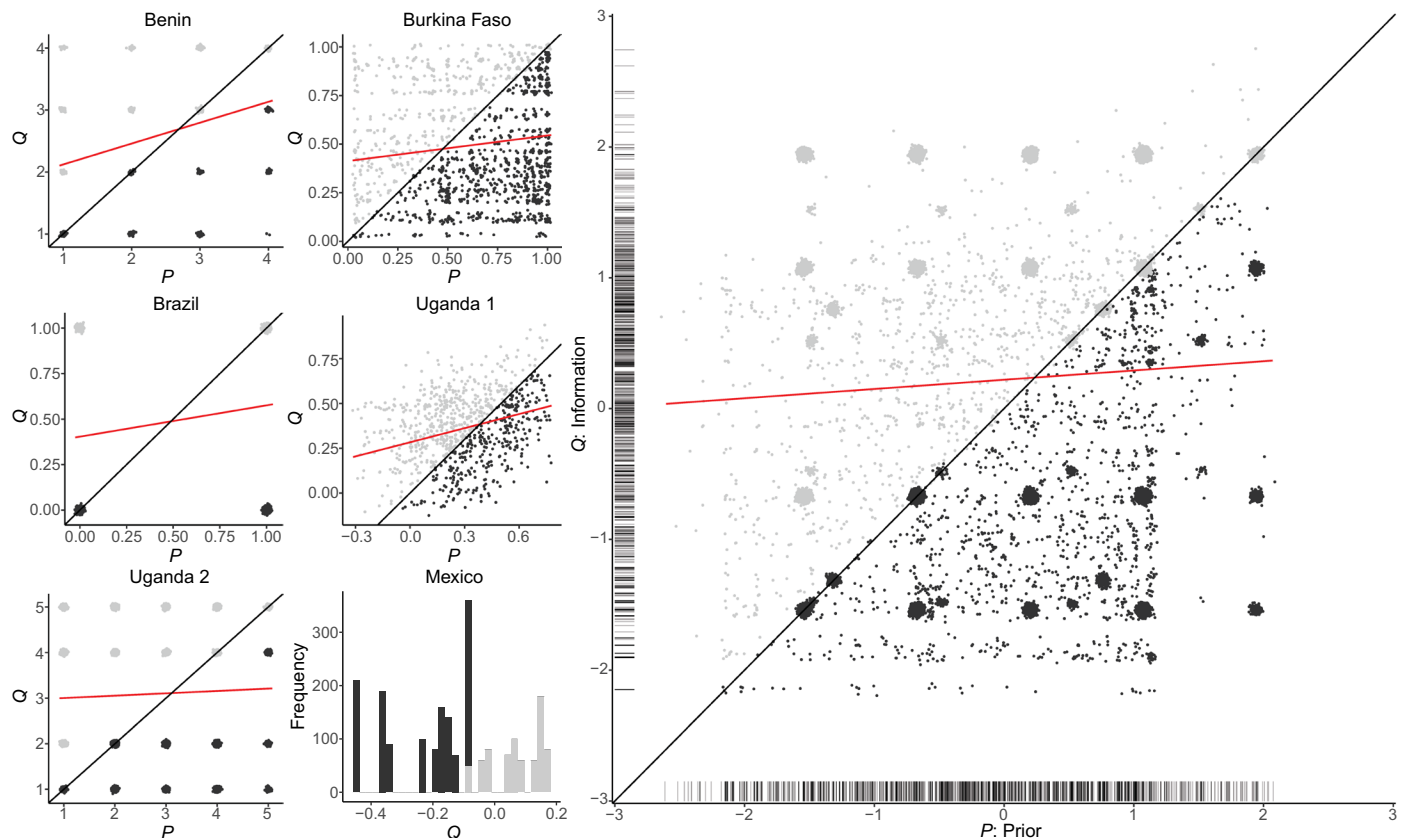 Benin
4
3
2
1
Q
1 2 3 4
P
Burkina Faso
1.00
0.75
0.50
0.25
0.00
Q
0.00 0.25 0.50 0.75 1.00
P
Brazil
1.00
0.75
0.50
0.25
0.00
Q
0.00 0.25 0.50 0.75 1.00
P
Uganda 1
0.75
0.50
0.25
0.00
Q
−0.3 0.0 0.3 0.6
P
Uganda 2
5
4
3
2
1
Q
1 2 3 4 5
P
Mexico
300
200
100
0
Frequency
−0.4 −0.2 0.0 0.2
Q
3
2
1
0
−1
−2
−3
Q: Information
−3 −2 −1 0 1 2 3
P: Prior